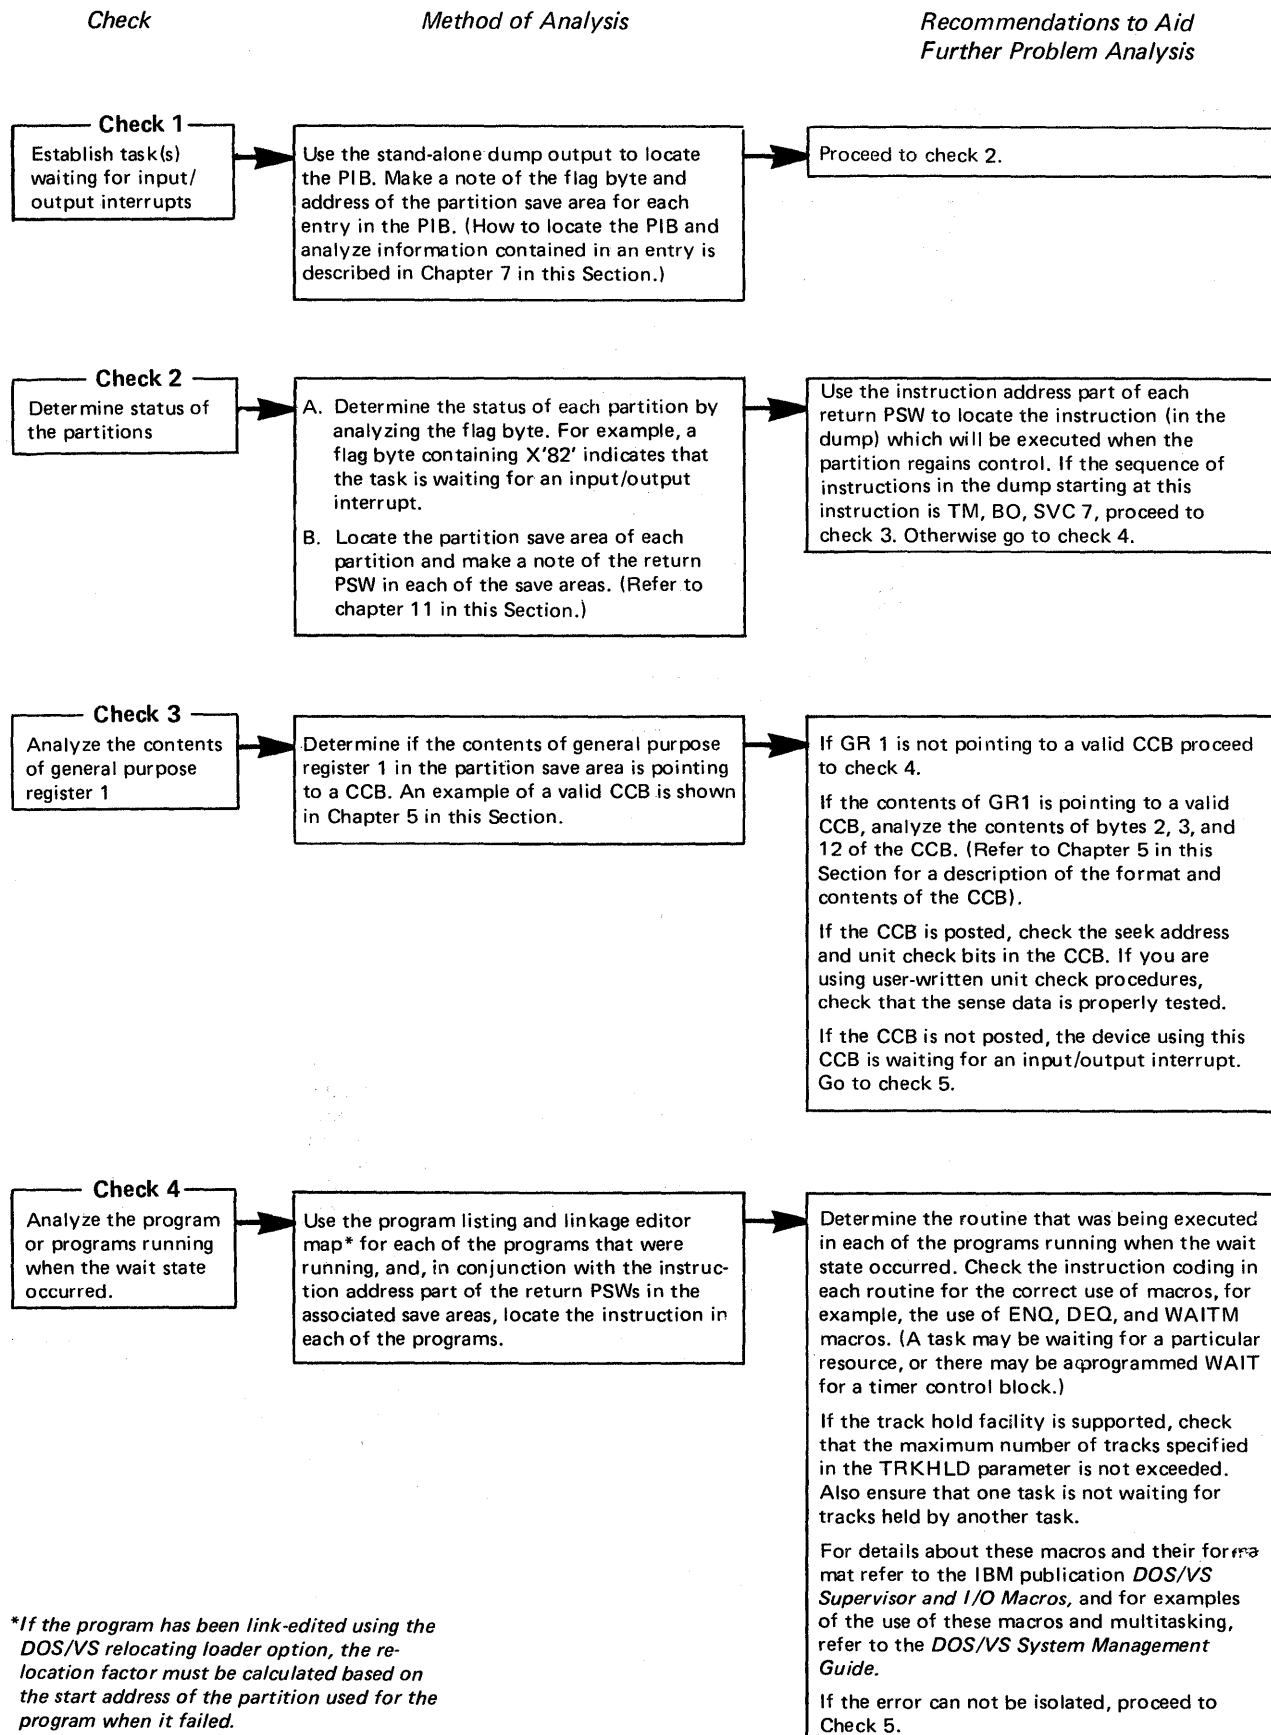 Check
Method of Analysis
Recommendations to Aid
Further Problem Analysis
Check 1
Establish task(s)
waiting for input/
output interrupts
Use the stand-alone dump output to locate
the PIB. Make a note of the flag byte and
address of the partition save area for each
entry in the PIB. (How to locate the PIB and
analyze information contained in an entry is
described in Chapter 7 in this Section.)
Proceed to check 2.
Check 2
Determine status of
the partitions
A. Determine the status of each partition by
analyzing the flag byte. For example, a
flag byte containing X'82' indicates that
the task is waiting for an input/output
interrupt.
B. Locate the partition save area of each
partition and make a note of the return
PSW in each of the save areas. (Refer to
chapter 11 in this Section.)
Use the instruction address part of each
return PSW to locate the instruction (in the
dump) which will be executed when the
partition regains control. If the sequence of
instructions in the dump starting at this
instruction is TM, BO, SVC 7, proceed to
check 3. Otherwise go to check 4.
Check 3
Analyze the contents
of general purpose
register 1
Determine if the contents of general purpose
register 1 in the partition save area is pointing
to a CCB. An example of a valid CCB is shown
in Chapter 5 in this Section.
If GR 1 is not pointing to a valid CCB proceed
to check 4.
If the contents of GR1 is pointing to a valid
CCB, analyze the contents of bytes 2, 3, and
12 of the CCB. (Refer to Chapter 5 in this
Section for a description of the format and
contents of the CCB).
If the CCB is posted, check the seek address
and unit check bits in the CCB. If you are
using user-written unit check procedures,
check that the sense data is properly tested.
If the CCB is not posted, the device using this
CCB is waiting for an input/output interrupt.
Go to check 5.
Check 4
Analyze the program
or programs running
when the wait state
occurred.
Use the program listing and linkage editor
map* for each of the programs that were
running, and, in conjunction with the instruc-
tion address part of the return PSWs in the
associated save areas, locate the instruction in
each of the programs.
Determine the routine that was being executed
in each of the programs running when the wait
state occurred. Check the instruction coding in
each routine for the correct use of macros, for
example, the use of ENQ, DEQ, and WAITM
macros. (A task may be waiting for a particular
resource, or there may be a programmed WAIT
for a timer control block.)
If the track hold facility is supported, check
that the maximum number of tracks specified
in the TRKHLD parameter is not exceeded.
Also ensure that one task is not waiting for
tracks held by another task.
For details about these macros and their
mat refer to the IBM publication DOS/VS
Supervisor and I/O Macros, and for examples
of the use of these macros and multitasking,
refer to the DOS/VS System Management
Guide.
If the error can not be isolated, proceed to
Check 5.
*If the program has been link-edited using the
DOS/VS relocating loader option, the re-
location factor must be calculated based on
the start address of the partition used for the
program when it failed.